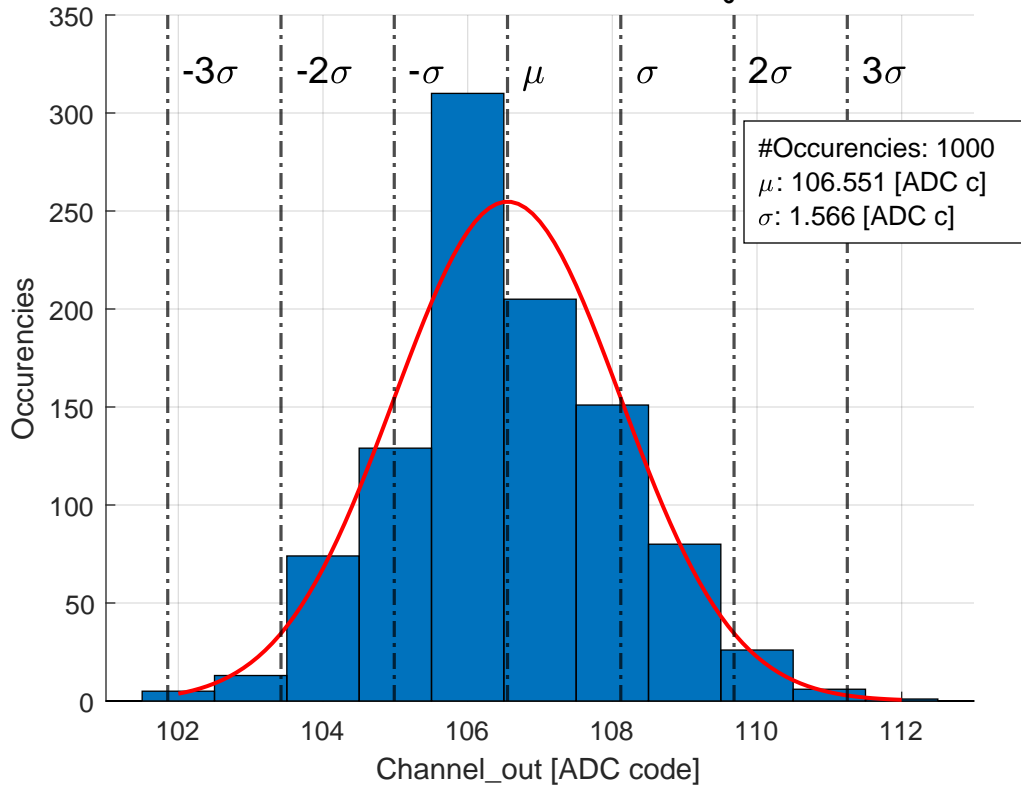 350
300
250
200
150
100
50
0
Occurencies
-3σ -2σ -σ μ σ 2σ 3σ
#Occurencies: 1000
μ: 106.551 [ADC c]
σ: 1.566 [ADC c]
102 104 106 108 110 112
Channel_out [ADC code]